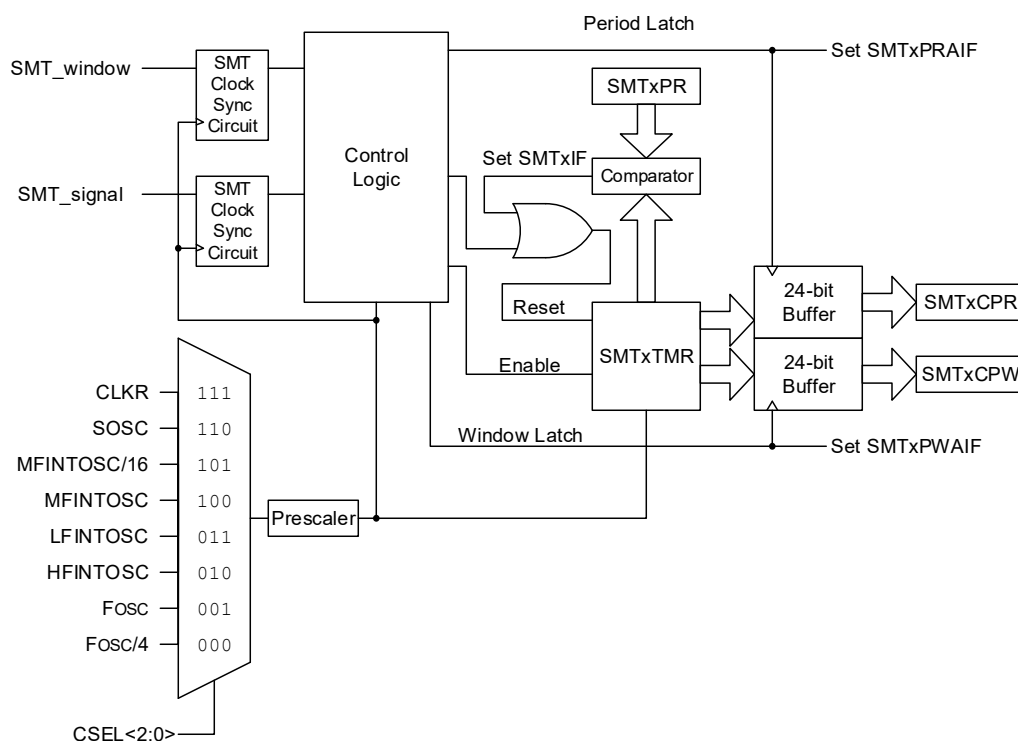 Period Latch
Set SMTxPRAIF
SMT_window
SMT
Clock
Sync
Circuit
Control
Logic
SMTxPR
Set SMTxIF
Comparator
SMT_signal
SMT
Clock
Sync
Circuit
Reset
SMTxTMR
24-bit
Buffer
SMTxCPR
Enable
24-bit
Buffer
SMTxCPW
Window Latch
Set SMTxPWAIF
CLKR 111
SOSC 110
MFINTOSC/16 101
MFINTOSC 100
LFINTOSC 011
HFINTOSC 010
FOSC 001
FOSC/4 000
Prescaler
CSEL<2:0>